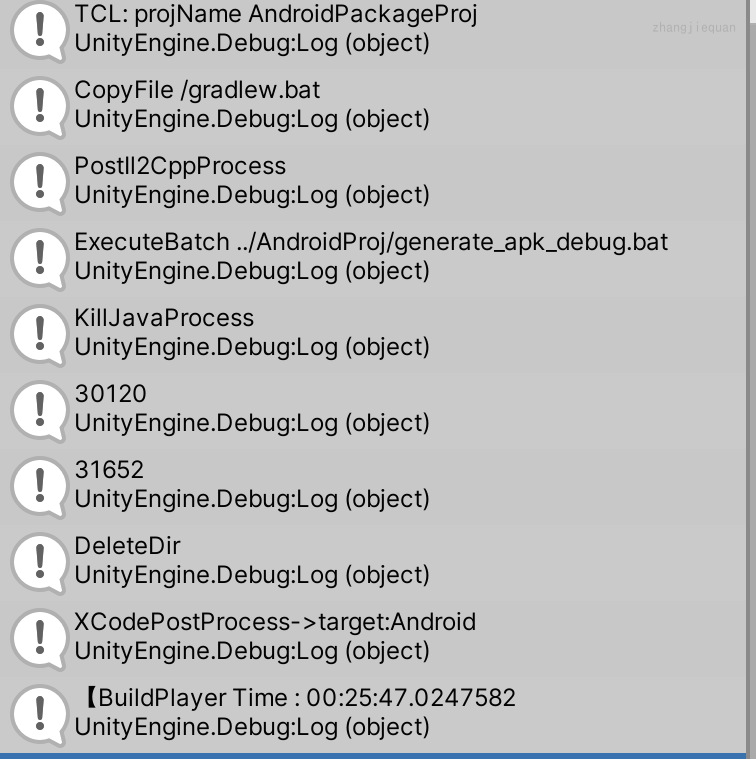 TCL: projName AndroidPackageProj
zhangjiequan
UnityEngine.Debug:Log (object)
CopyFile /gradlew.bat
UnityEngine.Debug:Log (object)
PostIl2CppProcess
UnityEngine.Debug:Log (object)
ExecuteBatch ../AndroidProj/generate_apk_debug.bat
UnityEngine.Debug:Log (object)
KillJavaProcess
UnityEngine.Debug:Log (object)
30120
UnityEngine.Debug:Log (object)
31652
UnityEngine.Debug:Log (object)
DeleteDir
UnityEngine.Debug:Log (object)
XCodePostProcess->target:Android
UnityEngine.Debug:Log (object)
【BuildPlayer Time : 00:25:47.0247582
UnityEngine.Debug:Log (object)